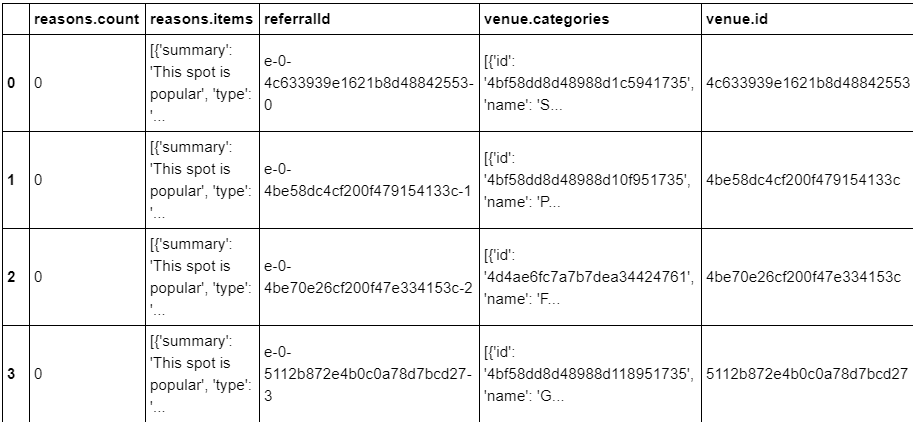 reasons.count reasons.items referralId venue.categories venue.id
0 0 [{'summary': 'This spot is popular', 'type': '... e-0-4c633939e1621b8d48842553-0 [{'id': '4bf58dd8d48988d1c5941735', 'name': 'S... 4c633939e1621b8d48842553
1 0 [{'summary': 'This spot is popular', 'type': '... e-0-4be58dc4cf200f479154133c-1 [{'id': '4bf58dd8d48988d10f951735', 'name': 'P... 4be58dc4cf200f479154133c
2 0 [{'summary': 'This spot is popular', 'type': '... e-0-4be70e26cf200f47e334153c-2 [{'id': '4d4ae6fc7a7b7dea34424761', 'name': 'F... 4be70e26cf200f47e334153c
3 0 [{'summary': 'This spot is popular', 'type': '... e-0-5112b872e4b0c0a78d7bcd27-3 [{'id': '4bf58dd8d48988d118951735', 'name': 'G... 5112b872e4b0c0a78d7bcd27